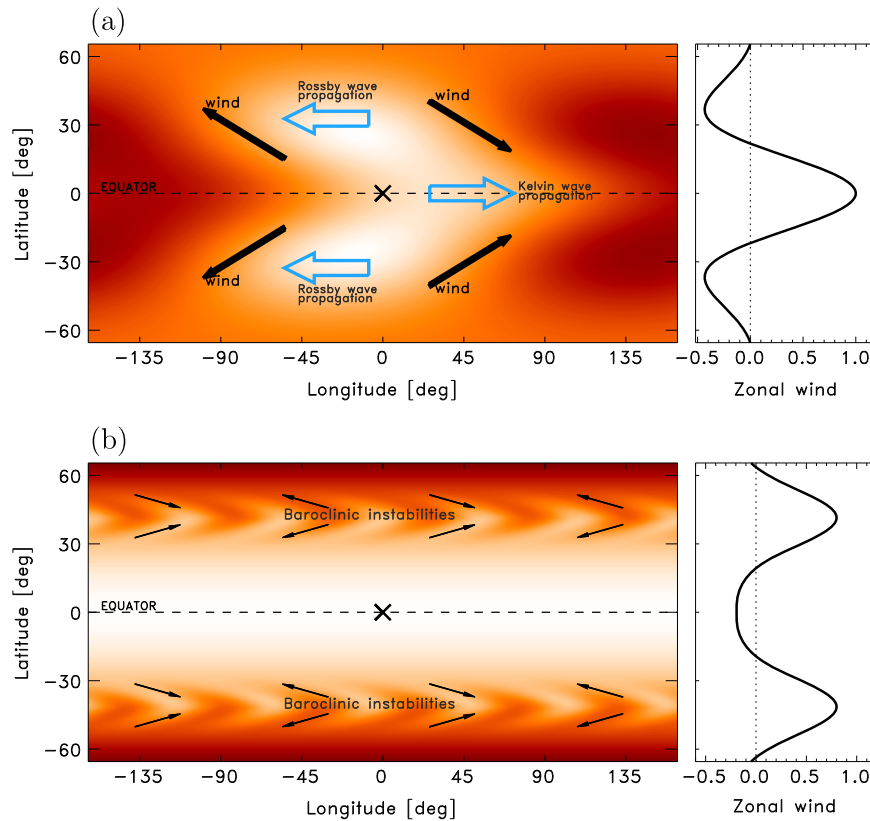 (a)
60
30
0
−30
−60
Latitude [deg]
Rossby wave
propagation
wind
wind
EQUATOR
Kelvin wave
propagation
wind
wind
Rossby wave
propagation
−135
−90
−45
0
45
90
135
Longitude [deg]
−0.5
0.0
0.5
1.0
Zonal wind
(b)
60
30
0
−30
−60
Latitude [deg]
Baroclinic instabilities
EQUATOR
Baroclinic instabilities
−135
−90
−45
0
45
90
135
Longitude [deg]
−0.5
0.0
0.5
1.0
Zonal wind